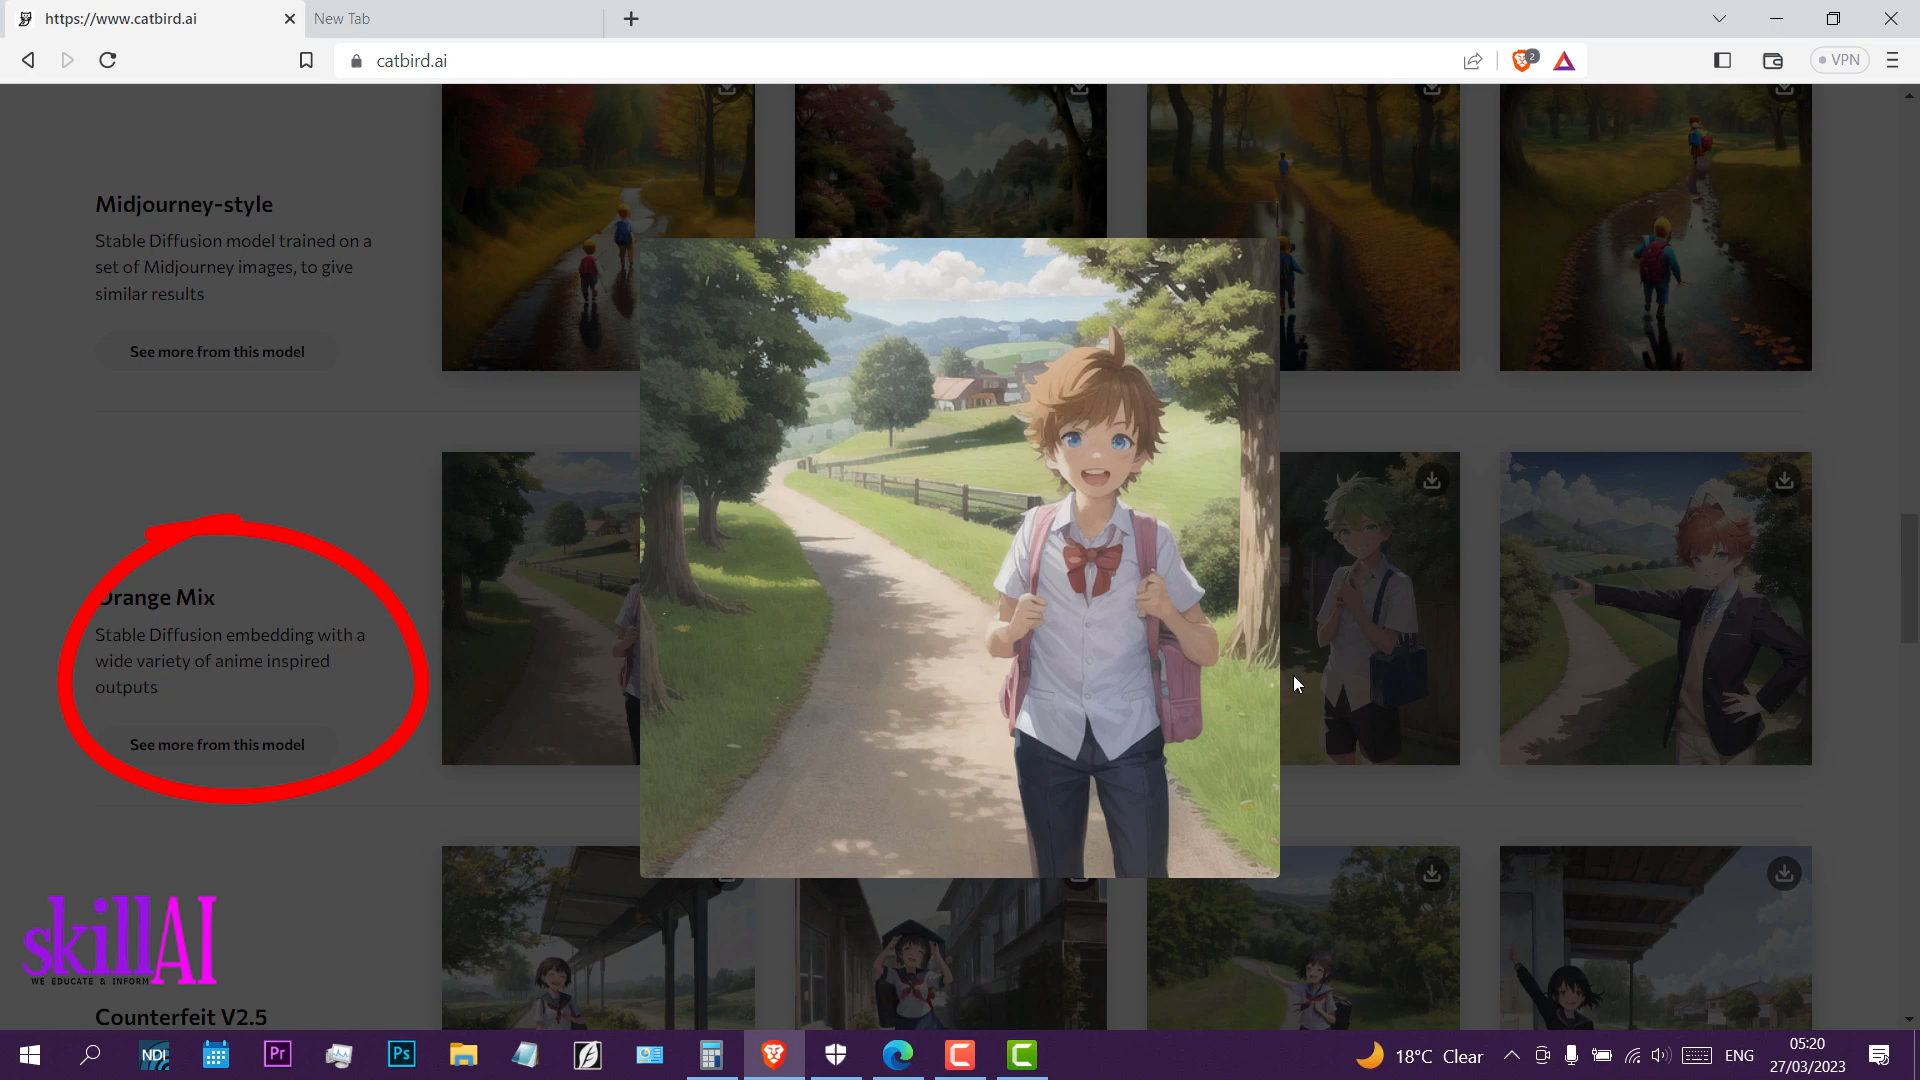 https://www.catbird.ai
New Tab
catbird.ai
2
VPN
Midjourney-style
Stable Diffusion model trained on a
set of Midjourney images, to give
similar results
See more from this model
Orange Mix
Stable Diffusion embedding with a
wide variety of anime inspired
outputs
See more from this model
skillAI
WE EDUCATE & INFORM
Counterfeit V2.5
NDI
Pr
Ps
18°C Clear
ENG
05:20
27/03/2023